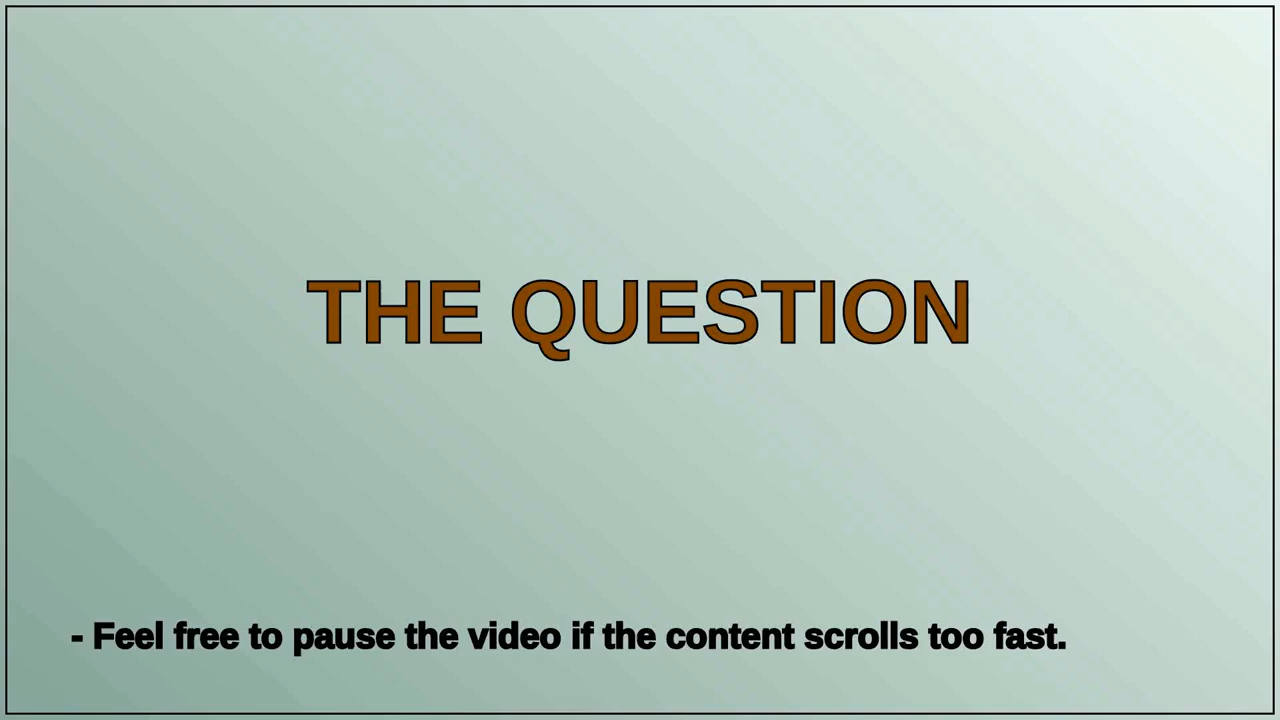 THE QUESTION
- Feel free to pause the video if the content scrolls too fast.